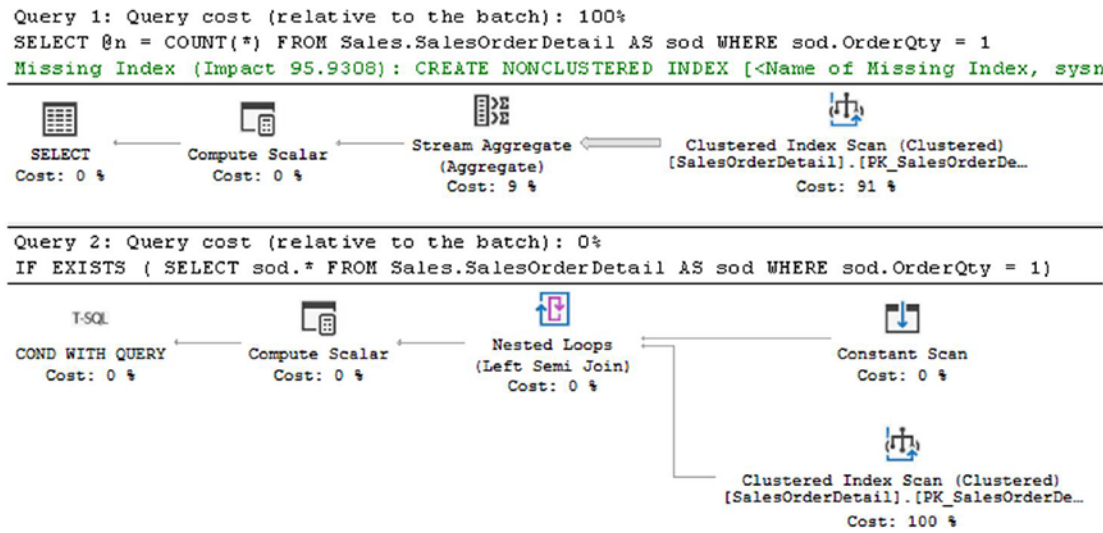 Query 1: Query cost (relative to the batch): 100%
SELECT @n = COUNT(*) FROM Sales.SalesOrderDetail AS sod WHERE sod.OrderQty = 1
Missing Index (Impact 95.9308): CREATE NONCLUSTERED INDEX [<Name of Missing Index, sysn
SELECT
Cost: 0 %
Compute Scalar
Cost: 0 %
Stream Aggregate
(Aggregate)
Cost: 9 %
Clustered Index Scan (Clustered)
[SalesOrderDetail].[PK_SalesOrderDe…
Cost: 91 %
Query 2: Query cost (relative to the batch): 0%
IF EXISTS ( SELECT sod.* FROM Sales.SalesOrderDetail AS sod WHERE sod.OrderQty = 1)
T-SQL
COND WITH QUERY
Cost: 0 %
Compute Scalar
Cost: 0 %
Nested Loops
(Left Semi Join)
Cost: 0 %
Constant Scan
Cost: 0 %
Clustered Index Scan (Clustered)
[SalesOrderDetail].[PK_SalesOrderDe…
Cost: 100 %